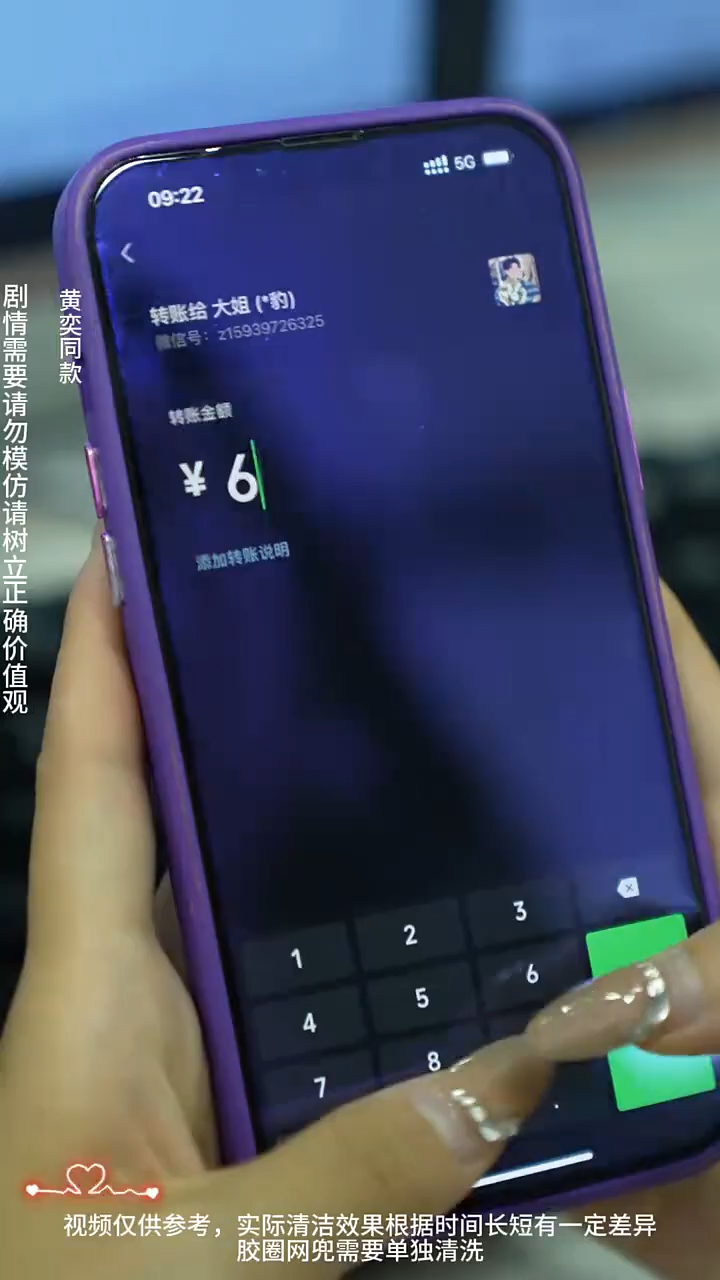 09:22
5G
转账给 大姐 (*豹)
微信号：z15939726325
转账金额
¥ 6
添加转账说明
1
2
3
4
5
6
7
8
剧情需要请勿模仿请树立正确价值观
黄奕同款
视频仅供参考，实际清洁效果根据时间长短有一定差异
胶圈网兜需要单独清洗